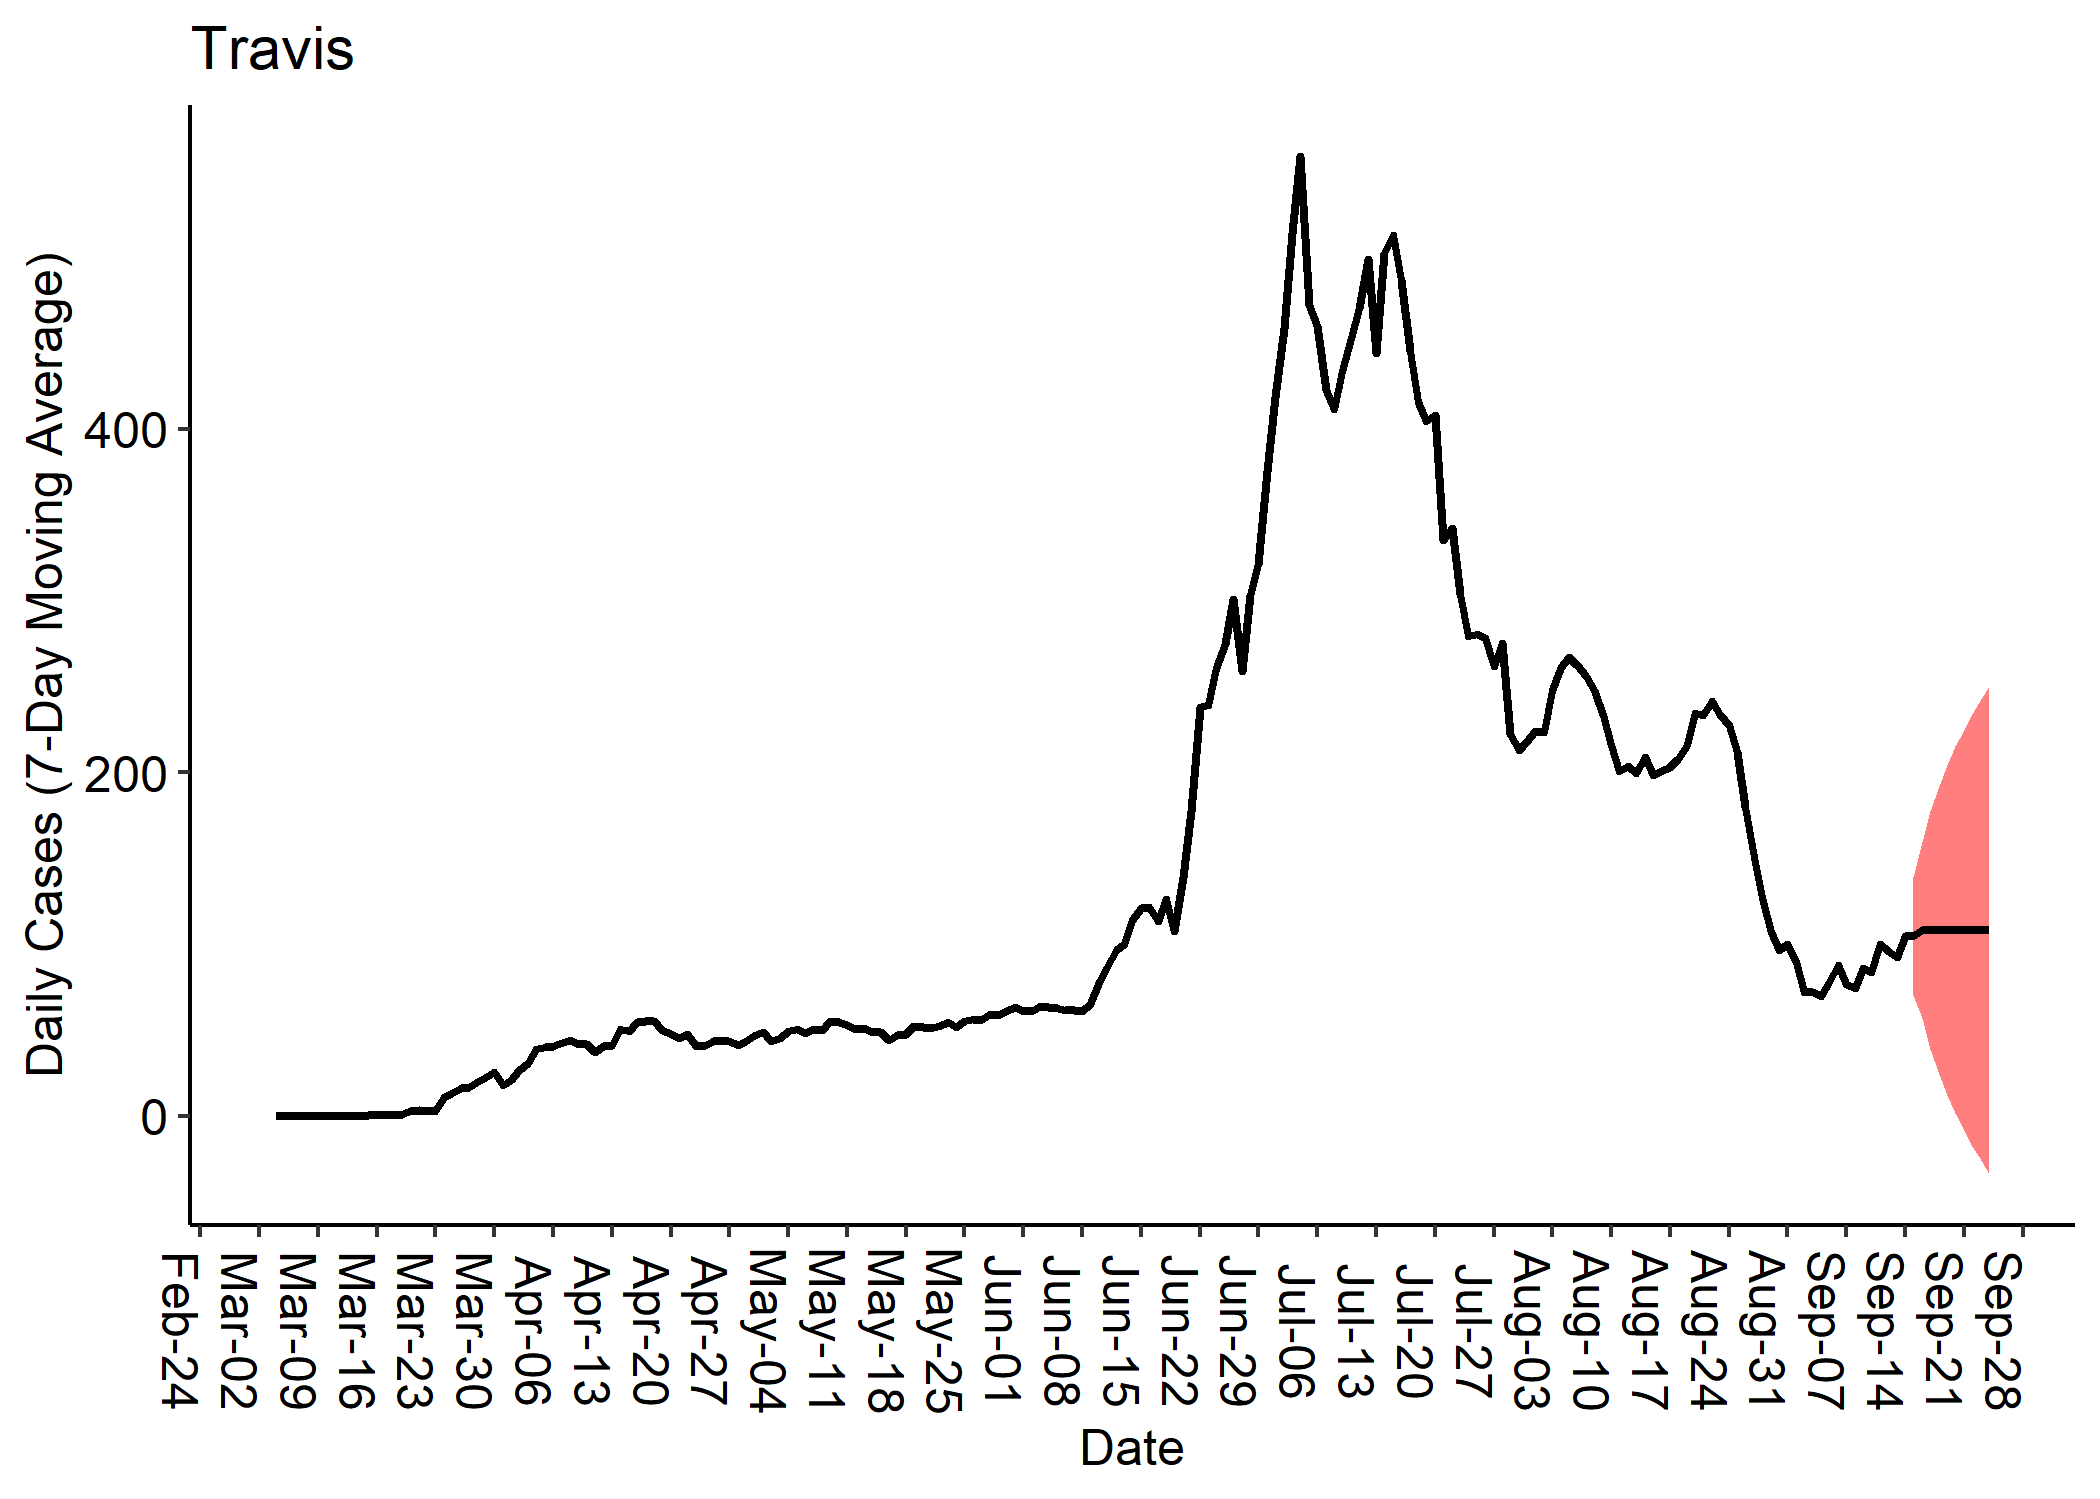 Travis
Daily Cases (7-Day Moving Average)
400
200
0
Feb-24
Mar-02
Mar-09
Mar-16
Mar-23
Mar-30
Apr-06
Apr-13
Apr-20
Apr-27
May-04
May-11
May-18
May-25
Jun-01
Jun-08
Jun-15
Jun-22
Jun-29
Jul-06
Jul-13
Jul-20
Jul-27
Aug-03
Aug-10
Aug-17
Aug-24
Aug-31
Sep-07
Sep-14
Sep-21
Sep-28
Date